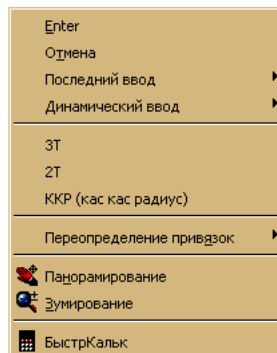 Enter
Отмена
Последний ввод
Динамический ввод
3Т
2Т
ККР (кас кас радиус)
Переопределение привязок
Панорамирование
Зумирование
БыстрКальк